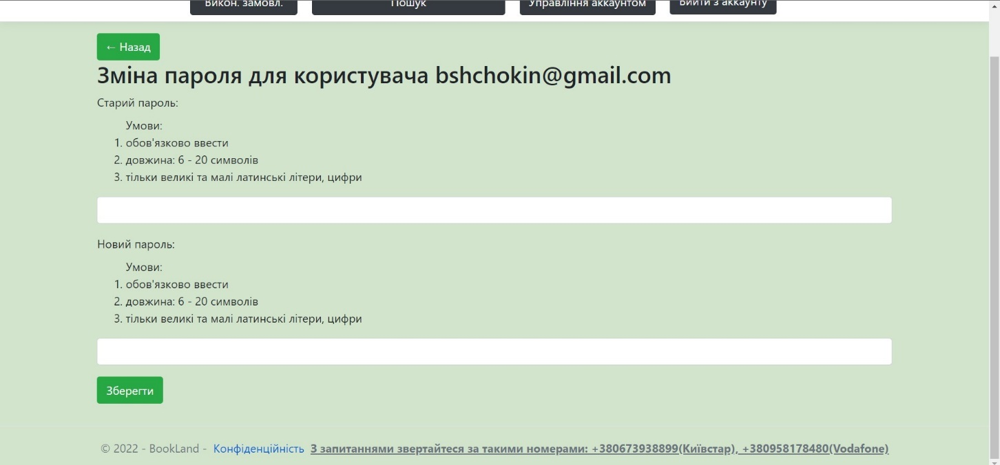 Викон. замовл. Пошук Управління аккаунтом Вийти з аккаунту
← Назад
Зміна пароля для користувача bshchokin@gmail.com
Старий пароль:
Умови:
1. обов'язково ввести
2. довжина: 6 - 20 символів
3. тільки великі та малі латинські літери, цифри
Новий пароль:
Умови:
1. обов'язково ввести
2. довжина: 6 - 20 символів
3. тільки великі та малі латинські літери, цифри
Зберегти
© 2022 - BookLand - Конфіденційність З запитаннями звертайтеся за такими номерами: +380673938899(Київстар), +380958178480(Vodafone)